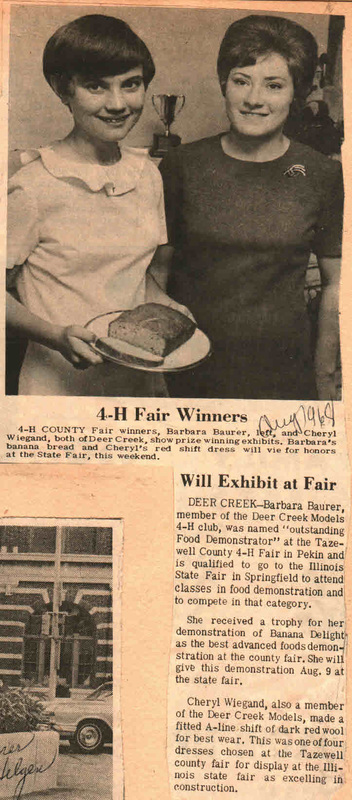 4-H Fair Winners
Aug 1968
4-H COUNTY Fair winners, Barbara Baurer, left, and Cheryl
Wiegand, both of Deer Creek, show prize winning exhibits. Barbara's
banana bread and Cheryl's red shift dress will vie for honors
at the State Fair, this weekend.
Will Exhibit at Fair
DEER CREEK—Barbara Baurer,
member of the Deer Creek Models
4-H club, was named "outstanding
Food Demonstrator" at the Taze-
well County 4-H Fair in Pekin and
is qualified to go to the Illinois
State Fair in Springfield to attend
classes in food demonstration and
to compete in that category.
She received a trophy for her
demonstration of Banana Delight
as the best advanced foods demon-
stration at the county fair. She will
give this demonstration Aug. 9 at
the state fair.
Cheryl Wiegand, also a member
of the Deer Creek Models, made a
fitted A-line shift of dark red wool
for best wear. This was one of four
dresses chosen at the Tazewell
county fair for display at the Illi-
nois state fair as excelling in
construction.